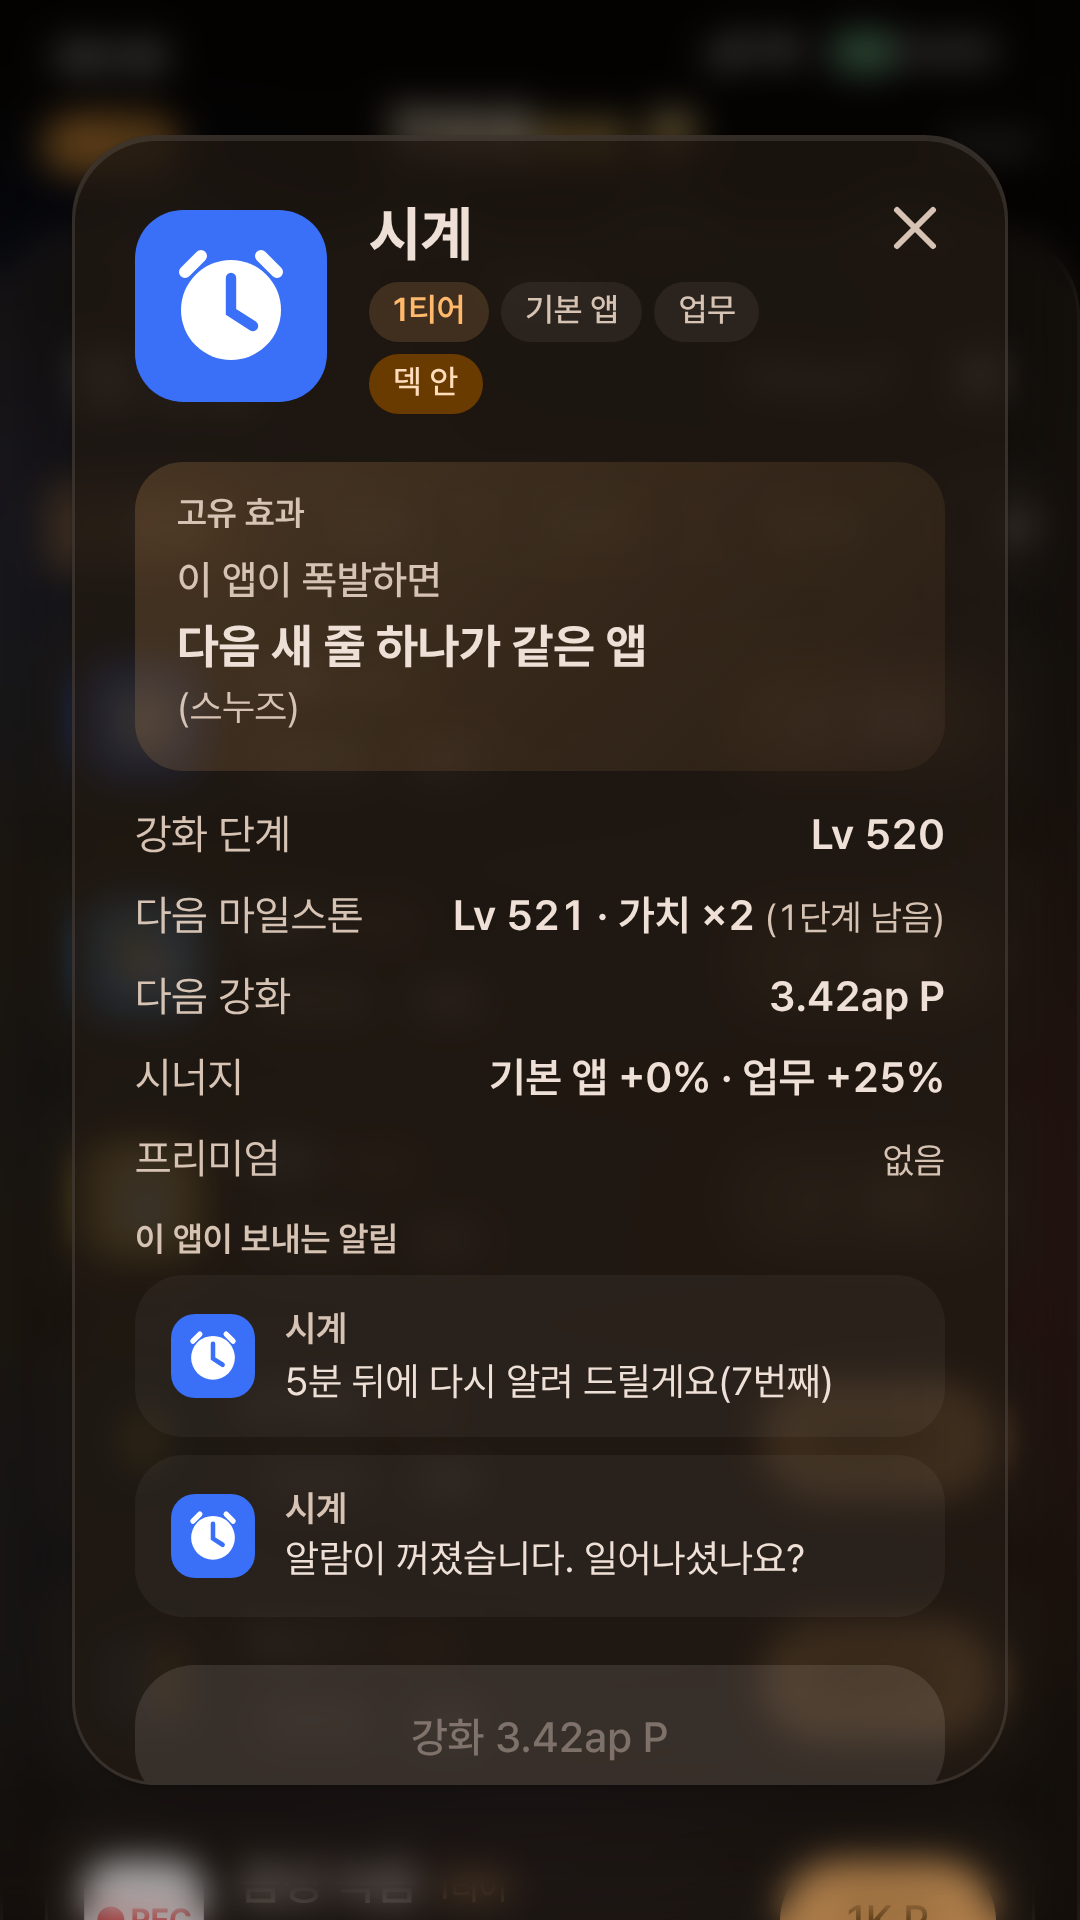 시계
1티어 기본 앱 업무
덱 안
고유 효과
이 앱이 폭발하면
다음 새 줄 하나가 같은 앱
(스누즈)
강화 단계 Lv 520
다음 마일스톤 Lv 521 · 가치 ×2 (1단계 남음)
다음 강화 3.42ap P
시너지 기본 앱 +0% · 업무 +25%
프리미엄 없음
이 앱이 보내는 알림
시계
5분 뒤에 다시 알려 드릴게요(7번째)
시계
알람이 꺼졌습니다. 일어나셨나요?
강화 3.42ap P
REC 1티어 1K P